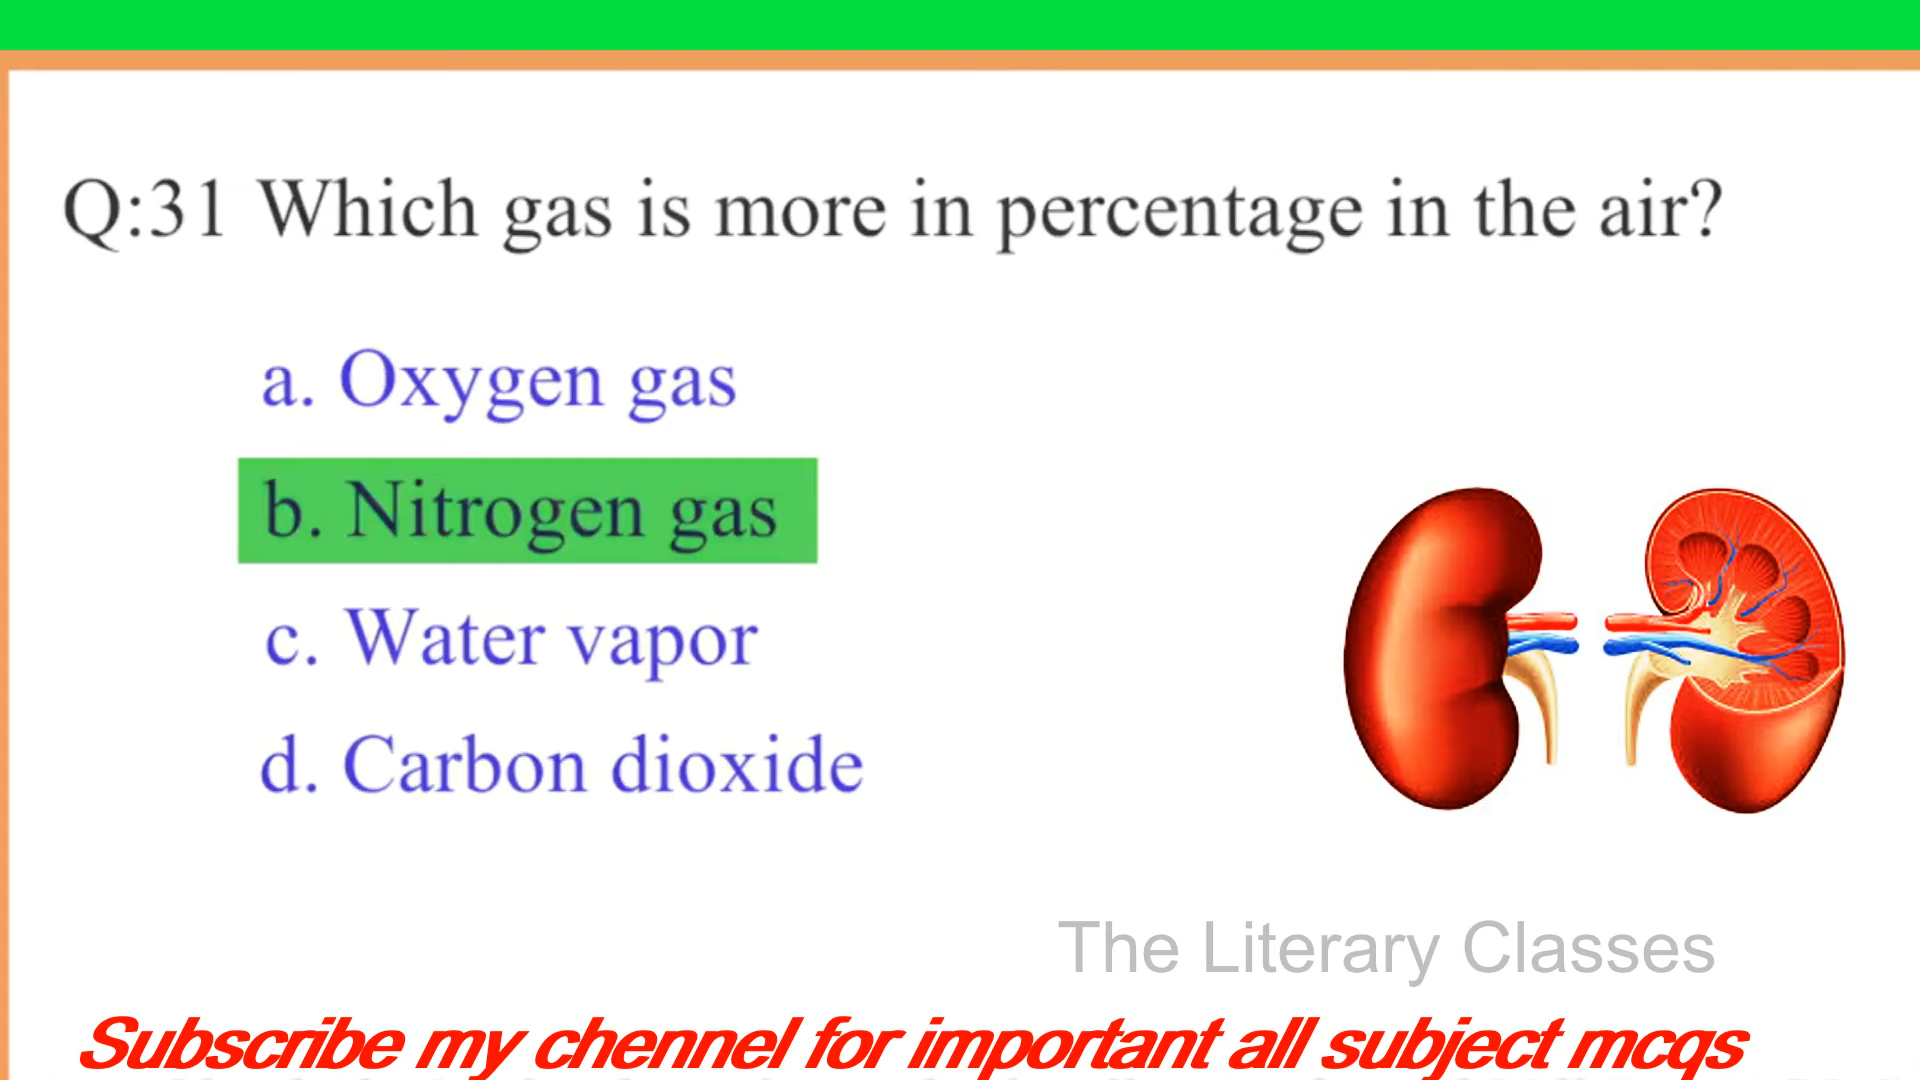 Q:31 Which gas is more in percentage in the air?
a. Oxygen gas
b. Nitrogen gas
c. Water vapor
d. Carbon dioxide
The Literary Classes
Subscribe my chennel for important all subject mcqs